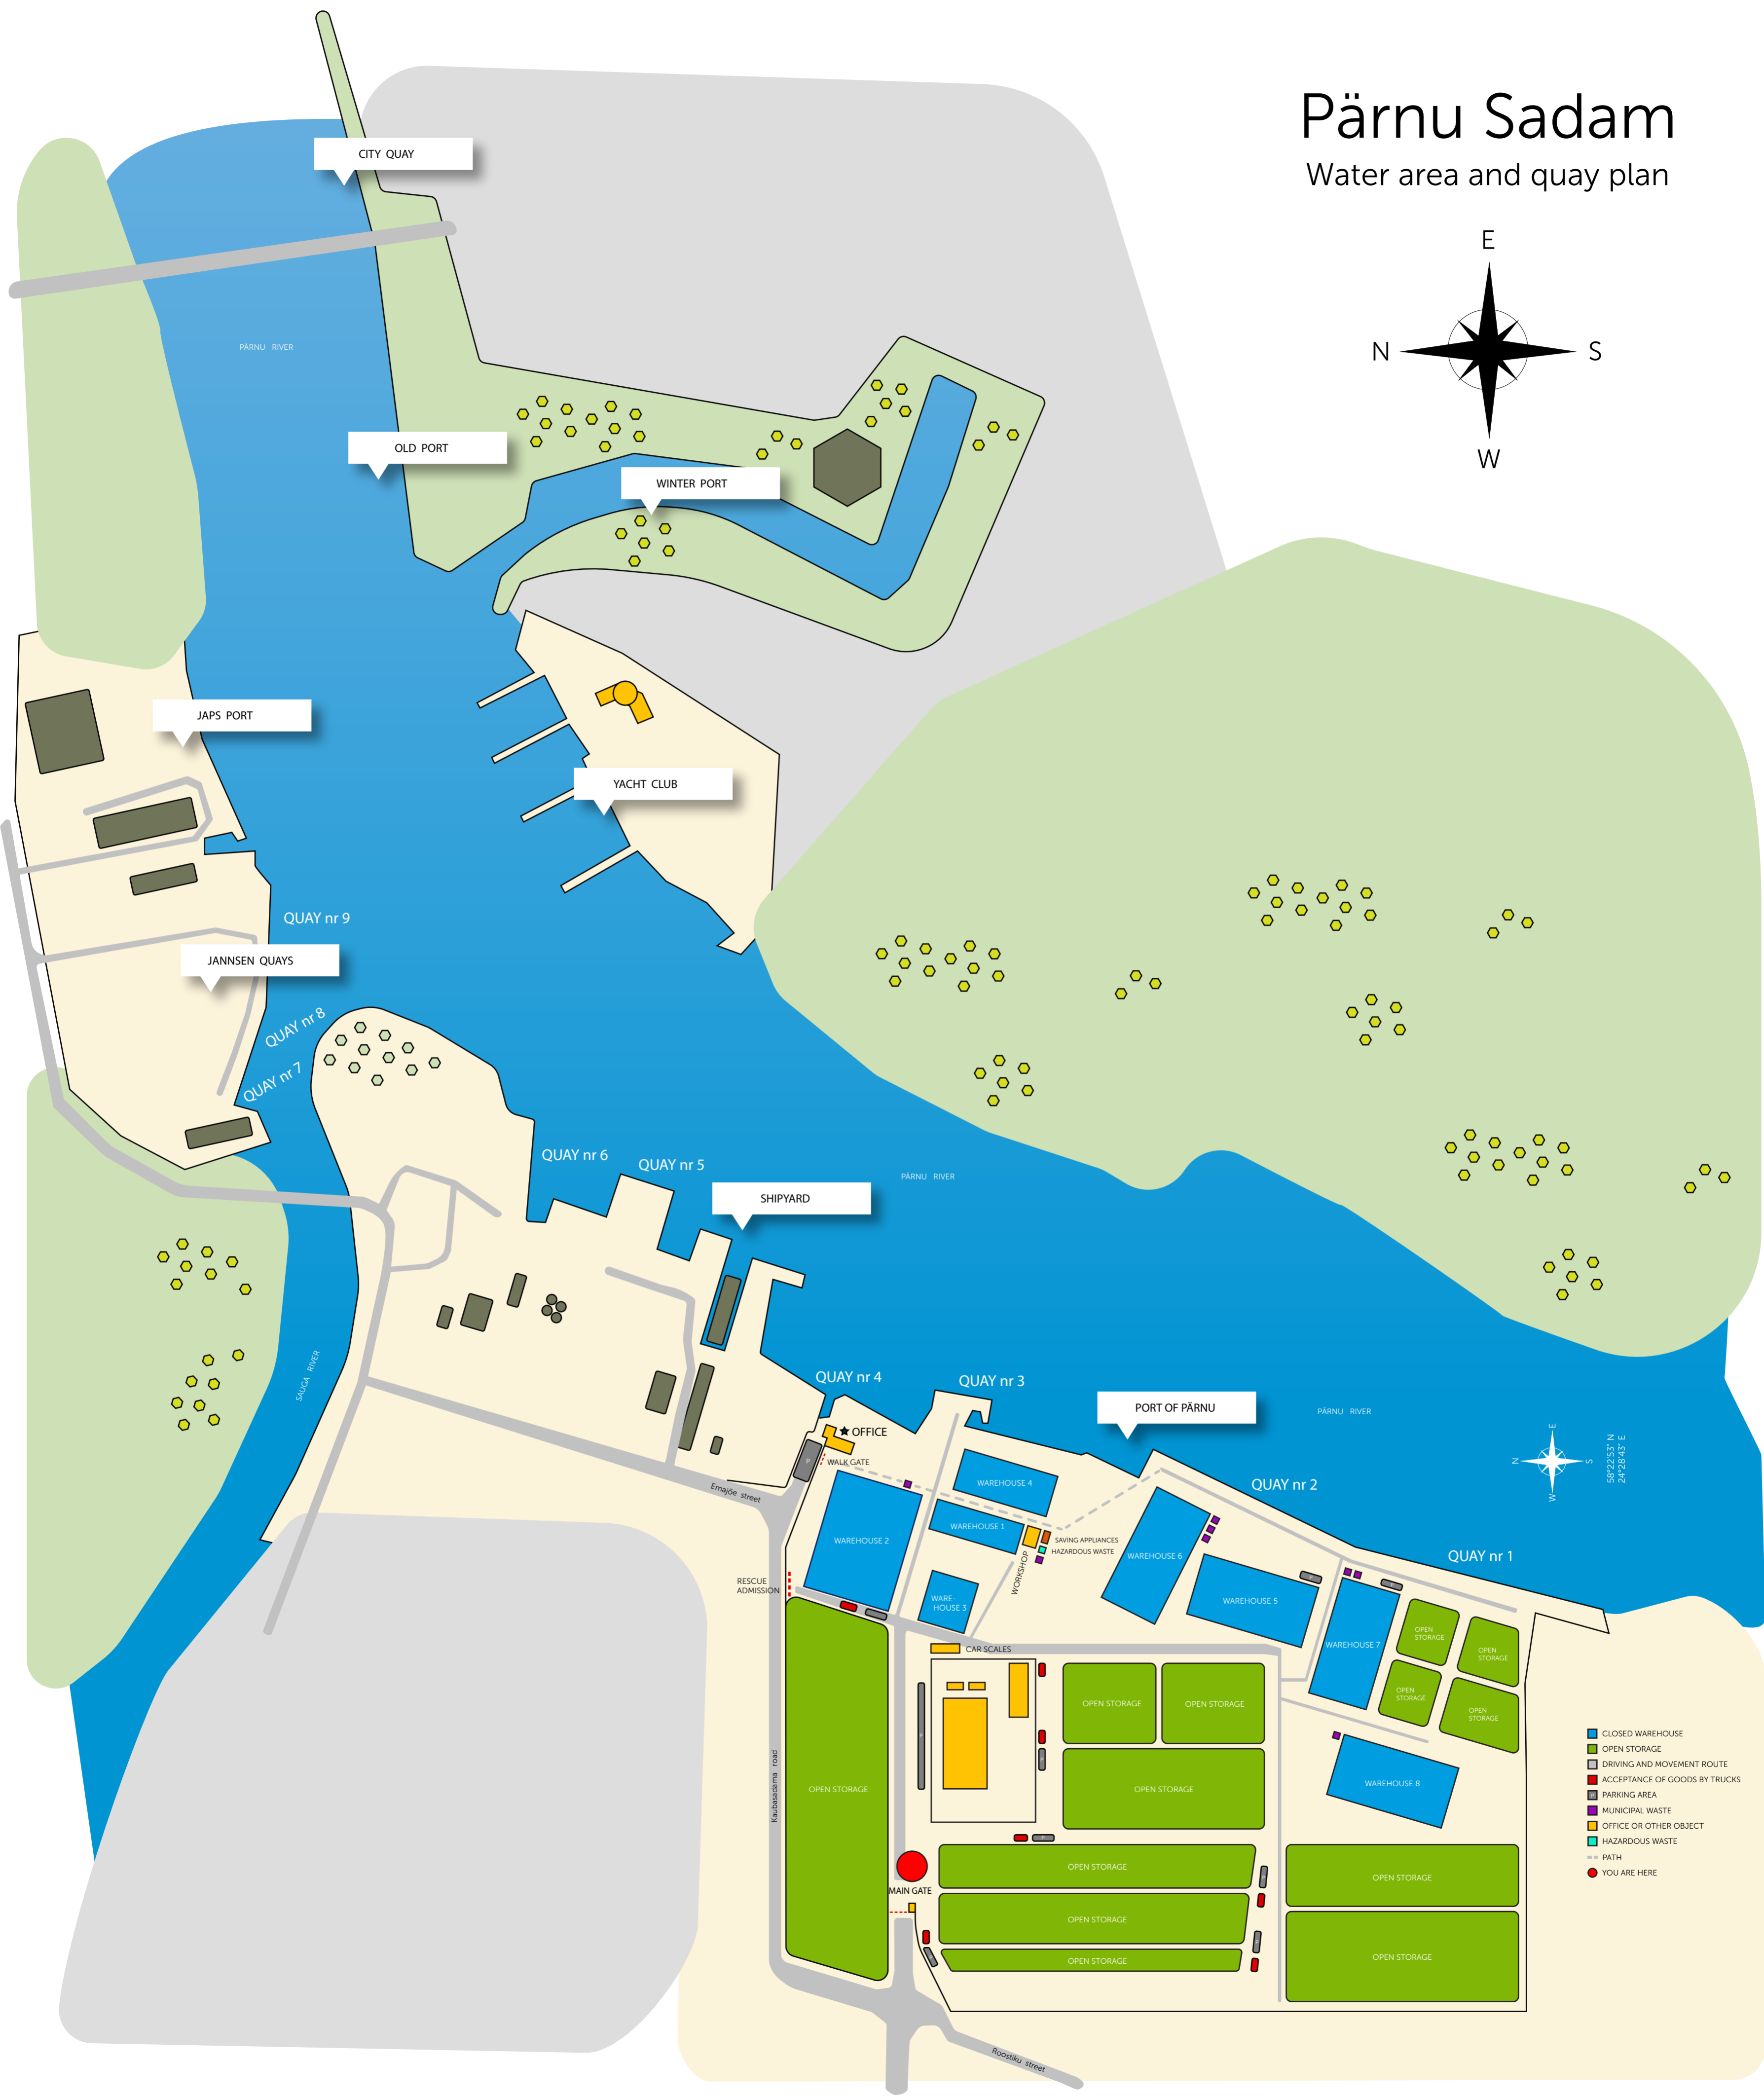 Pärnu Sadam
Water area and quay plan
E
N
S
W
CITY QUAY
PÄRNU RIVER
OLD PORT
WINTER PORT
JAPS PORT
YACHT CLUB
QUAY nr 9
JANNSEN QUAYS
QUAY nr 8
QUAY nr 7
QUAY nr 6
QUAY nr 5
PÄRNU RIVER
SHIPYARD
SAUGA RIVER
QUAY nr 4
QUAY nr 3
PORT OF PÄRNU
PÄRNU RIVER
OFFICE
WALK GATE
P
Emajõe street
QUAY nr 2
E
N
S
W
58°22'53" N
24°28'43" E
WAREHOUSE 4
WAREHOUSE 1
WAREHOUSE 2
SAVING APPLIANCES
HAZARDOUS WASTE
WORKSHOP
WAREHOUSE 6
QUAY nr 1
RESCUE
ADMISSION
WARE-
HOUSE 3
WAREHOUSE 5
WAREHOUSE 7
OPEN
STORAGE
OPEN
STORAGE
OPEN
STORAGE
OPEN
STORAGE
CAR SCALES
OPEN STORAGE
OPEN STORAGE
OPEN STORAGE
OPEN STORAGE
WAREHOUSE 8
Kaubasadama road
OPEN STORAGE
OPEN STORAGE
MAIN GATE
OPEN STORAGE
OPEN STORAGE
OPEN STORAGE
Roostiku street
CLOSED WAREHOUSE
OPEN STORAGE
DRIVING AND MOVEMENT ROUTE
ACCEPTANCE OF GOODS BY TRUCKS
P PARKING AREA
MUNICIPAL WASTE
OFFICE OR OTHER OBJECT
HAZARDOUS WASTE
PATH
YOU ARE HERE